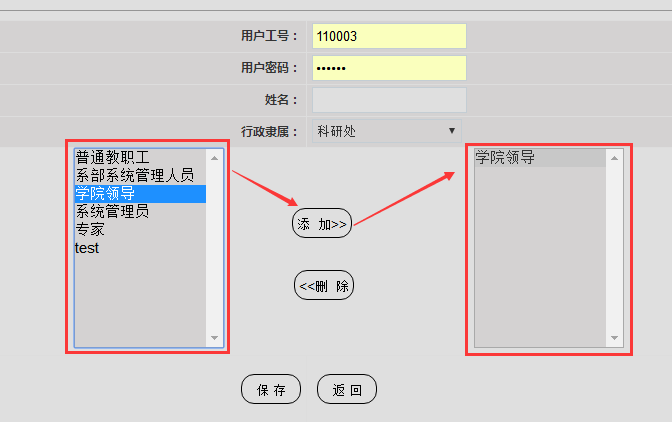 用户工号： 110003
用户密码： ••••••
姓名：
行政隶属： 科研处
普通教职工
系部系统管理人员
学院领导
系统管理员
专家
test
添 加>>
<<删 除
学院领导
保 存 返 回